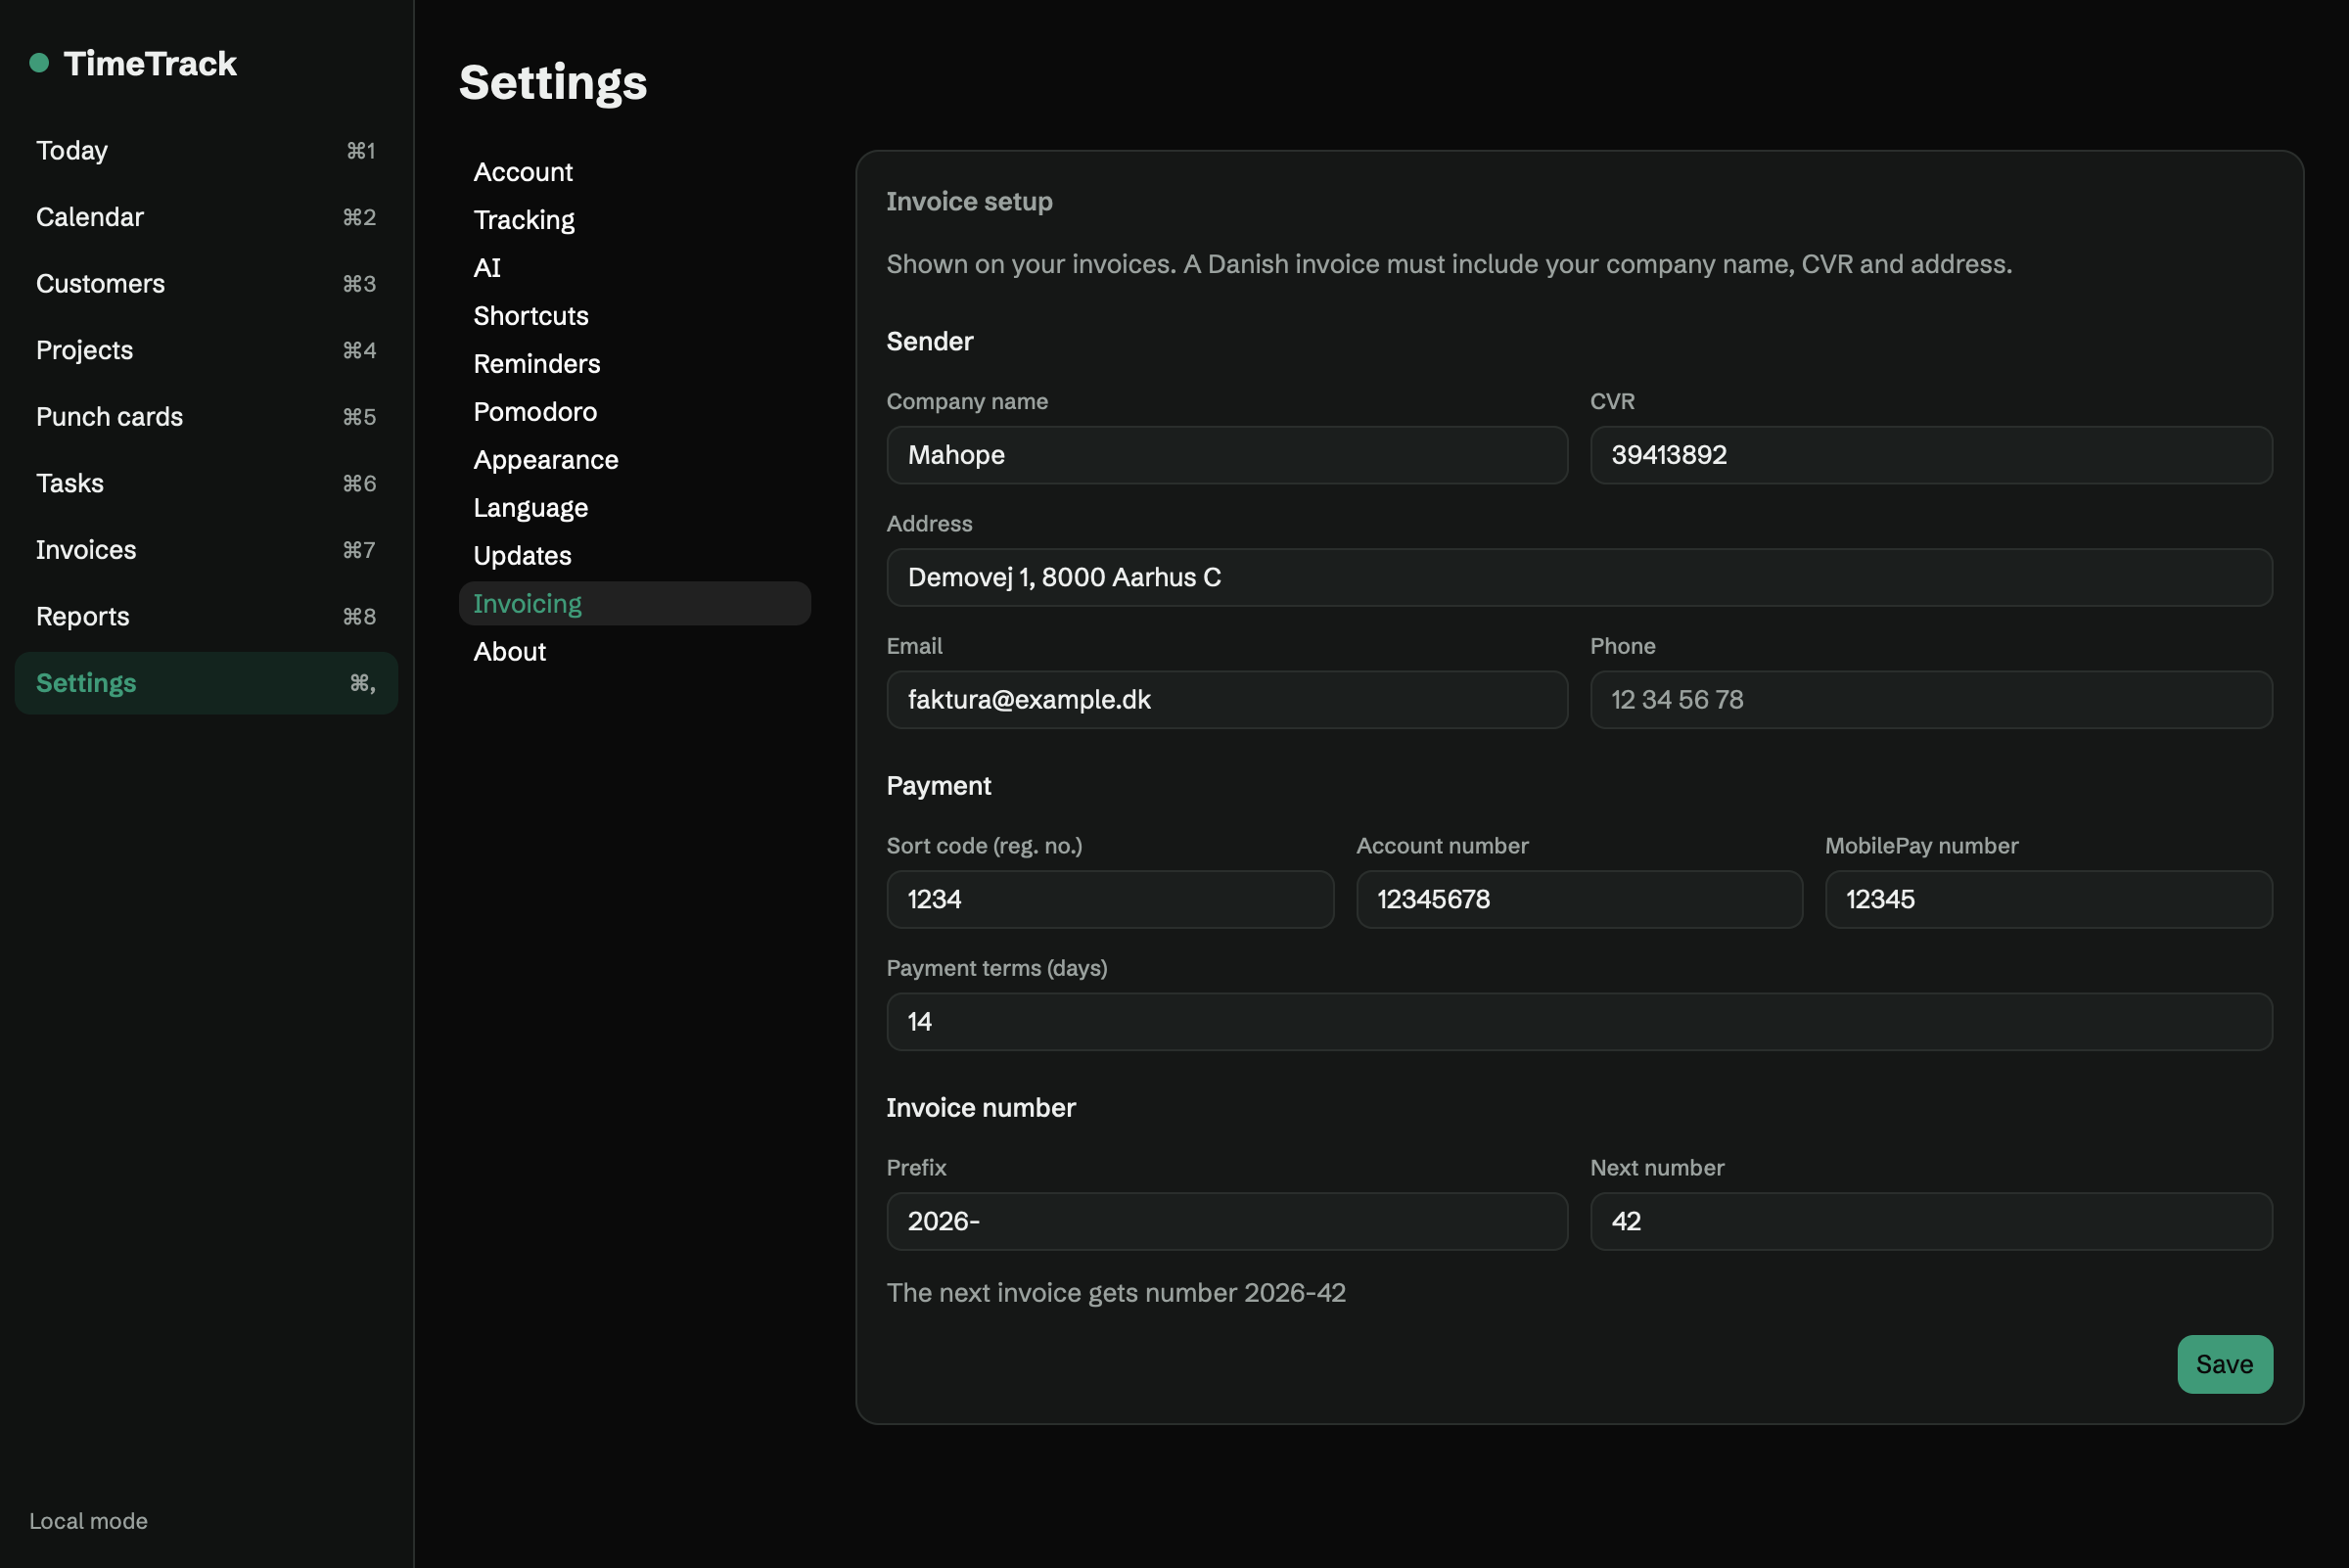 TimeTrack
Today ⌘1
Calendar ⌘2
Customers ⌘3
Projects ⌘4
Punch cards ⌘5
Tasks ⌘6
Invoices ⌘7
Reports ⌘8
Settings ⌘,
Local mode
Settings
Account
Tracking
AI
Shortcuts
Reminders
Pomodoro
Appearance
Language
Updates
Invoicing
About
Invoice setup
Shown on your invoices. A Danish invoice must include your company name, CVR and address.
Sender
Company name CVR
Mahope 39413892
Address
Demovej 1, 8000 Aarhus C
Email Phone
faktura@example.dk 12 34 56 78
Payment
Sort code (reg. no.) Account number MobilePay number
1234 12345678 12345
Payment terms (days)
14
Invoice number
Prefix Next number
2026- 42
The next invoice gets number 2026-42
Save